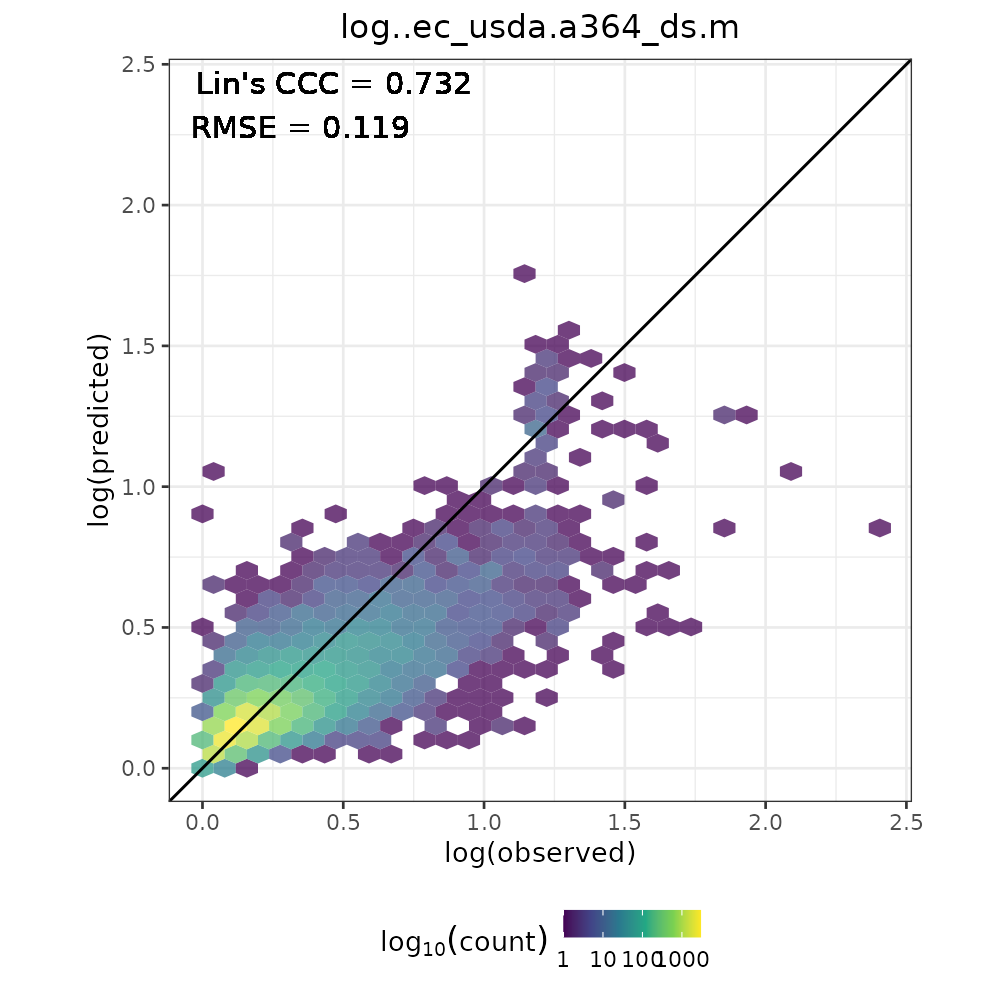 log..ec_usda.a364_ds.m
Lin's CCC = 0.732
RMSE = 0.119
2.5
2.0
1.5
1.0
0.5
0.0
log(predicted)
0.0 0.5 1.0 1.5 2.0 2.5
log(observed)
log10(count)
1 10 100 1000